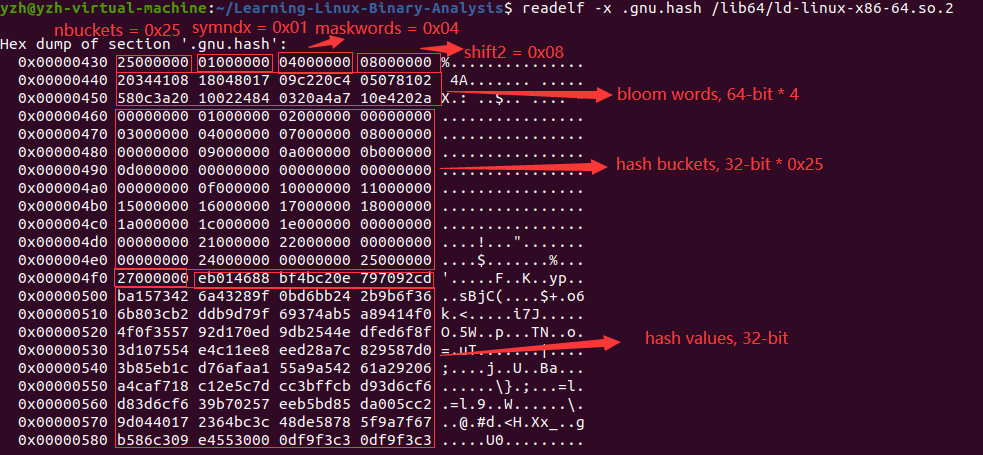 yzh@yzh-virtual-machine:~/Learning-Linux-Binary-Analysis$ readelf -x .gnu.hash /lib64/ld-linux-x86-64.so.2
nbuckets = 0x25 symndx = 0x01 maskwords = 0x04
Hex dump of section '.gnu.hash': shift2 = 0x08
0x00000430 25000000 01000000 04000000 08000000 %...............
0x00000440 20344108 18048017 09c220c4 05078102  4A....... .....
0x00000450 580c3a20 10022484 0320a4a7 10e4202a X.: ..$.. .... *
bloom words, 64-bit * 4
0x00000460 00000000 01000000 02000000 00000000 ................
0x00000470 03000000 04000000 07000000 08000000 ................
0x00000480 00000000 09000000 0a000000 0b000000 ................
0x00000490 0d000000 00000000 00000000 00000000 ................
hash buckets, 32-bit * 0x25
0x000004a0 00000000 0f000000 10000000 11000000 ................
0x000004b0 15000000 16000000 17000000 18000000 ................
0x000004c0 1a000000 1c000000 1e000000 00000000 ................
0x000004d0 00000000 21000000 22000000 00000000 ....!...".......
0x000004e0 00000000 24000000 00000000 25000000 ....$.......%...
0x000004f0 27000000 eb014688 bf4bc20e 797092cd '.....F..K..yp..
0x00000500 ba157342 6a43289f 0bd6bb24 2b9b6f36 ..sBjC(....$+.o6
0x00000510 6b803cb2 ddb9d79f 69374ab5 a89414f0 k.<.....i7J.....
0x00000520 4f0f3557 92d170ed 9db2544e dfed6f8f O.5W..p...TN..o.
0x00000530 3d107554 e4c11ee8 eed28a7c 829587d0 =.uT.......|....
hash values, 32-bit
0x00000540 3b85eb1c d76afaa1 55a9a542 61a29206 ;....j..U..Ba...
0x00000550 a4caf718 c12e5c7d cc3bffcb d93d6cf6 ......\}.;...=l.
0x00000560 d83d6cf6 39b70257 eeb5bd85 da005cc2 .=l.9..W......\.
0x00000570 9d044017 2364bc3c 48de5878 5f9a7f67 ..@.#d.<H.Xx_..g
0x00000580 b586c309 e4553000 0df9f3c3 0df9f3c3 .....U0.........